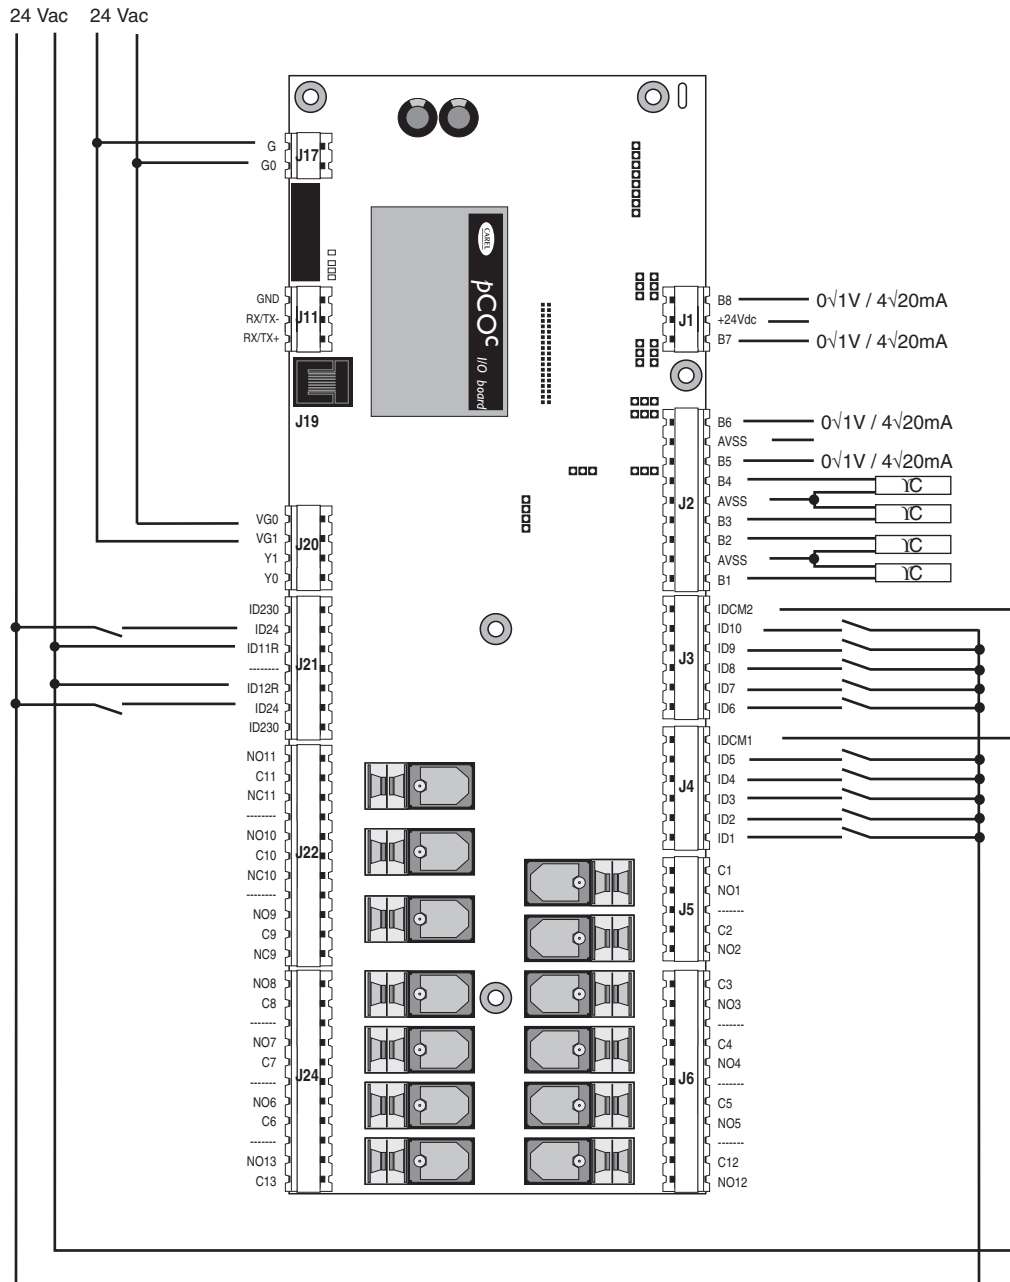 24 Vac 24 Vac
G
G0
J17
CAREL
pCOC
I/O board
GND
RX/TX-
RX/TX+
J11
J19
B8
+24Vdc
B7
J1
0√1V / 4√20mA
0√1V / 4√20mA
B6
AVSS
B5
B4
AVSS
B3
B2
AVSS
B1
J2
0√1V / 4√20mA
0√1V / 4√20mA
VG0
VG1
Y1
Y0
J20
ID230
ID24
ID11R
--------
ID12R
ID24
ID230
J21
IDCM2
ID10
ID9
ID8
ID7
ID6
J3
IDCM1
ID5
ID4
ID3
ID2
ID1
J4
NO11
C11
NC11
--------
NO10
C10
NC10
--------
NO9
C9
NC9
J22
C1
NO1
-------
C2
NO2
J5
NO8
C8
-------
NO7
C7
-------
NO6
C6
-------
NO13
C13
J24
C3
NO3
-------
C4
NO4
-------
C5
NO5
-------
C12
NO12
J6